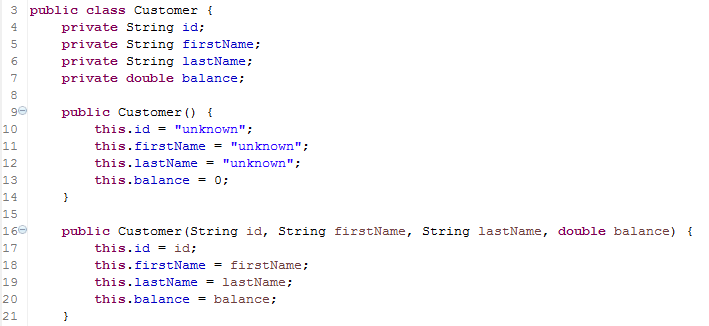 3 public class Customer {
4     private String id;
5     private String firstName;
6     private String lastName;
7     private double balance;
8
9     public Customer() {
10         this.id = "unknown";
11         this.firstName = "unknown";
12         this.lastName = "unknown";
13         this.balance = 0;
14     }
15
16     public Customer(String id, String firstName, String lastName, double balance) {
17         this.id = id;
18         this.firstName = firstName;
19         this.lastName = lastName;
20         this.balance = balance;
21     }